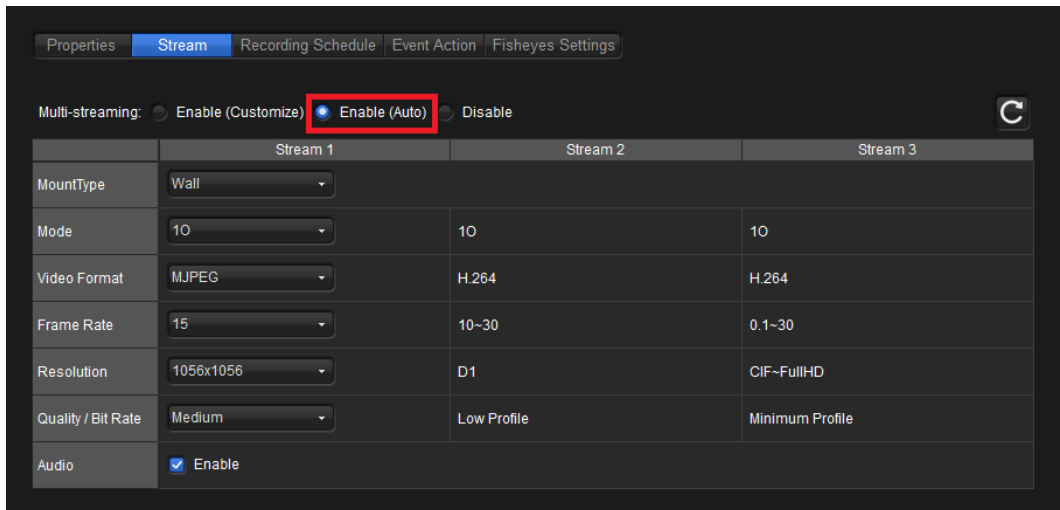 Properties Stream Recording Schedule Event Action Fisheyes Settings
Multi-streaming: Enable (Customize) Enable (Auto) Disable
Stream 1 Stream 2 Stream 3
MountType Wall
Mode 1O 1O 1O
Video Format MJPEG H.264 H.264
Frame Rate 15 10~30 0.1~30
Resolution 1056x1056 D1 CIF~FullHD
Quality / Bit Rate Medium Low Profile Minimum Profile
Audio Enable